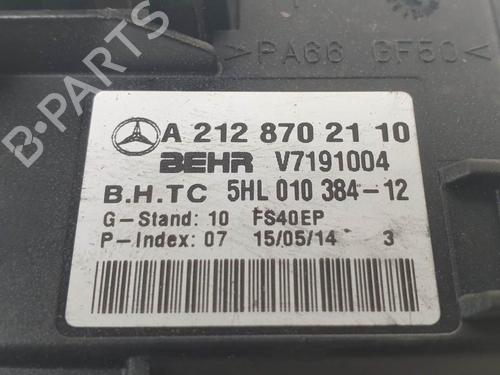 >PA66 GF50<
A 212 870 21 10
BEHR V7191004
B.H.TC 5HL 010 384-12
G-Stand: 10 FS40EP
P-Index: 07 15/05/14 3
B-PARTS